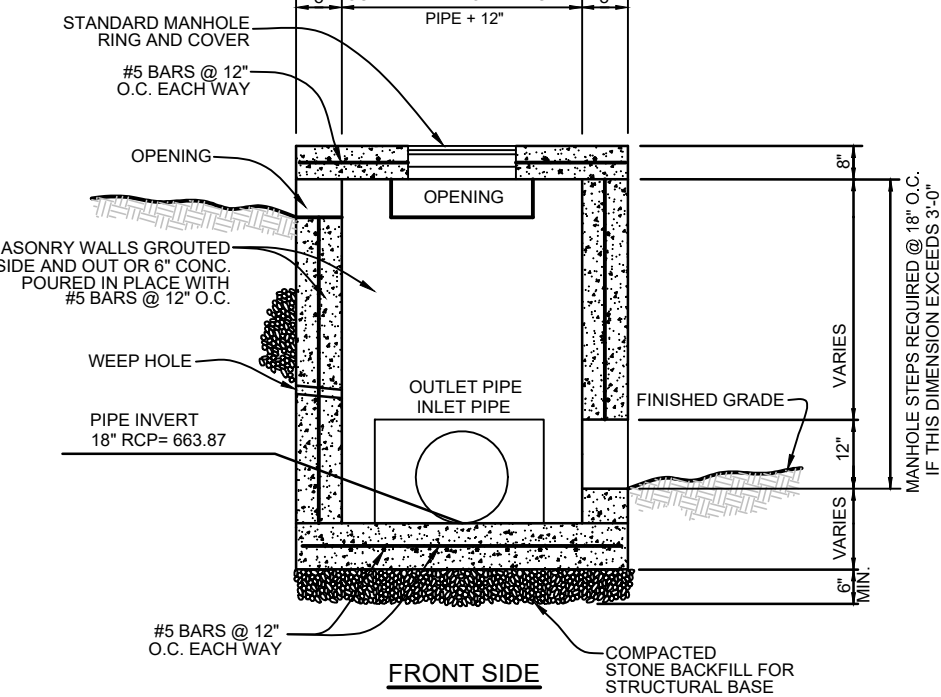 PIPE + 12"
STANDARD MANHOLE
RING AND COVER
#5 BARS @ 12"
O.C. EACH WAY
OPENING
OPENING
8"
MASONRY WALLS GROUTED
SIDE AND OUT OR 6" CONC.
POURED IN PLACE WITH
#5 BARS @ 12" O.C.
WEEP HOLE
OUTLET PIPE
INLET PIPE
PIPE INVERT
18" RCP= 663.87
FINISHED GRADE
VARIES
12"
VARIES
6"
MIN.
MANHOLE STEPS REQUIRED @ 18" O.C.
IF THIS DIMENSION EXCEEDS 3'-0"
#5 BARS @ 12"
O.C. EACH WAY
FRONT SIDE
COMPACTED
STONE BACKFILL FOR
STRUCTURAL BASE